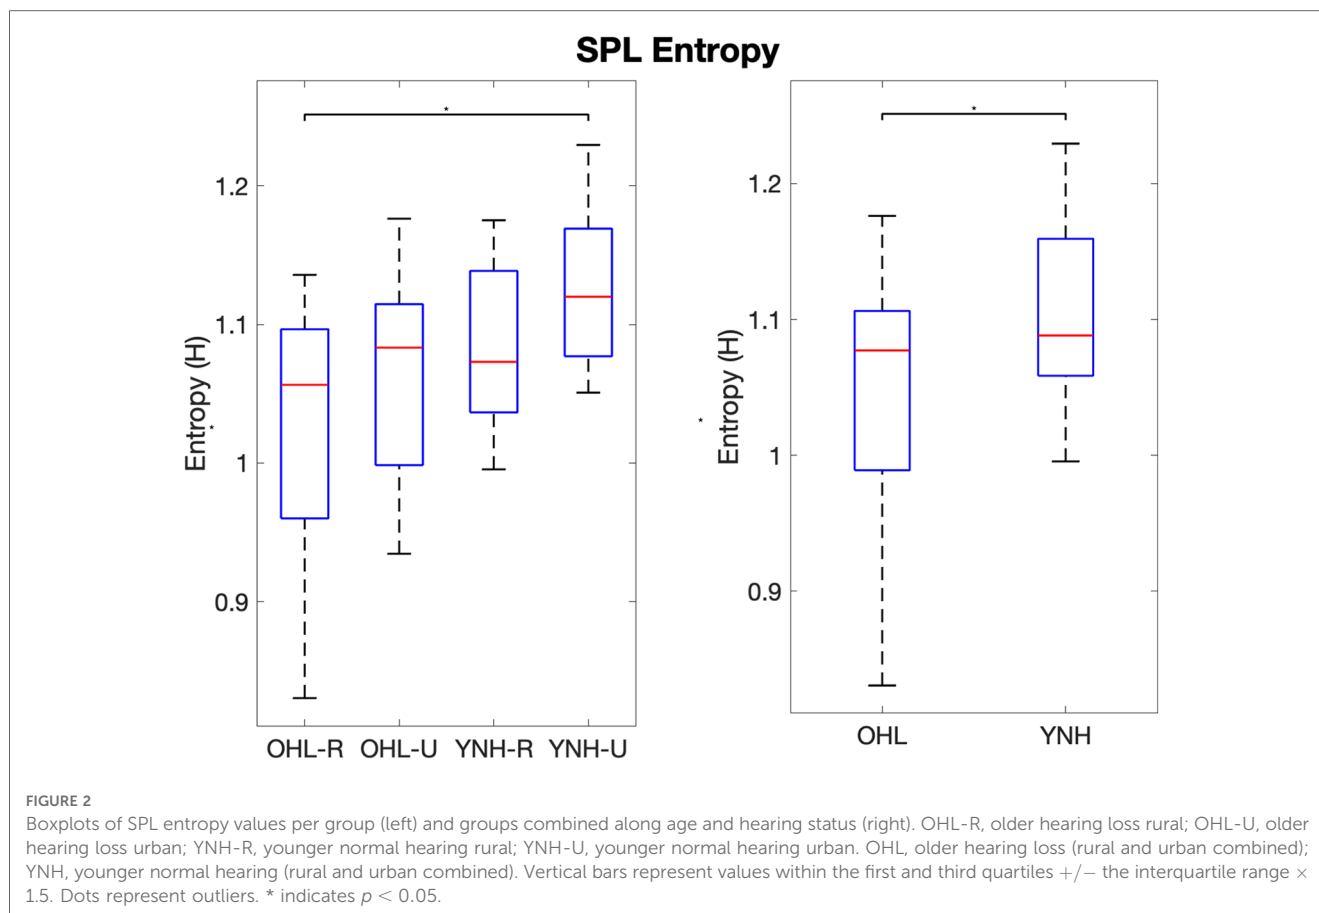 SPL Entropy
*
1.2
1.1
1
0.9
Entropy (H)
*
OHL-R OHL-U YNH-R YNH-U
*
1.2
1.1
1
0.9
Entropy (H)
*
OHL YNH
FIGURE 2
Boxplots of SPL entropy values per group (left) and groups combined along age and hearing status (right). OHL-R, older hearing loss rural; OHL-U, older
hearing loss urban; YNH-R, younger normal hearing rural; YNH-U, younger normal hearing urban. OHL, older hearing loss (rural and urban combined);
YNH, younger normal hearing (rural and urban combined). Vertical bars represent values within the first and third quartiles +/− the interquartile range ×
1.5. Dots represent outliers. * indicates p < 0.05.